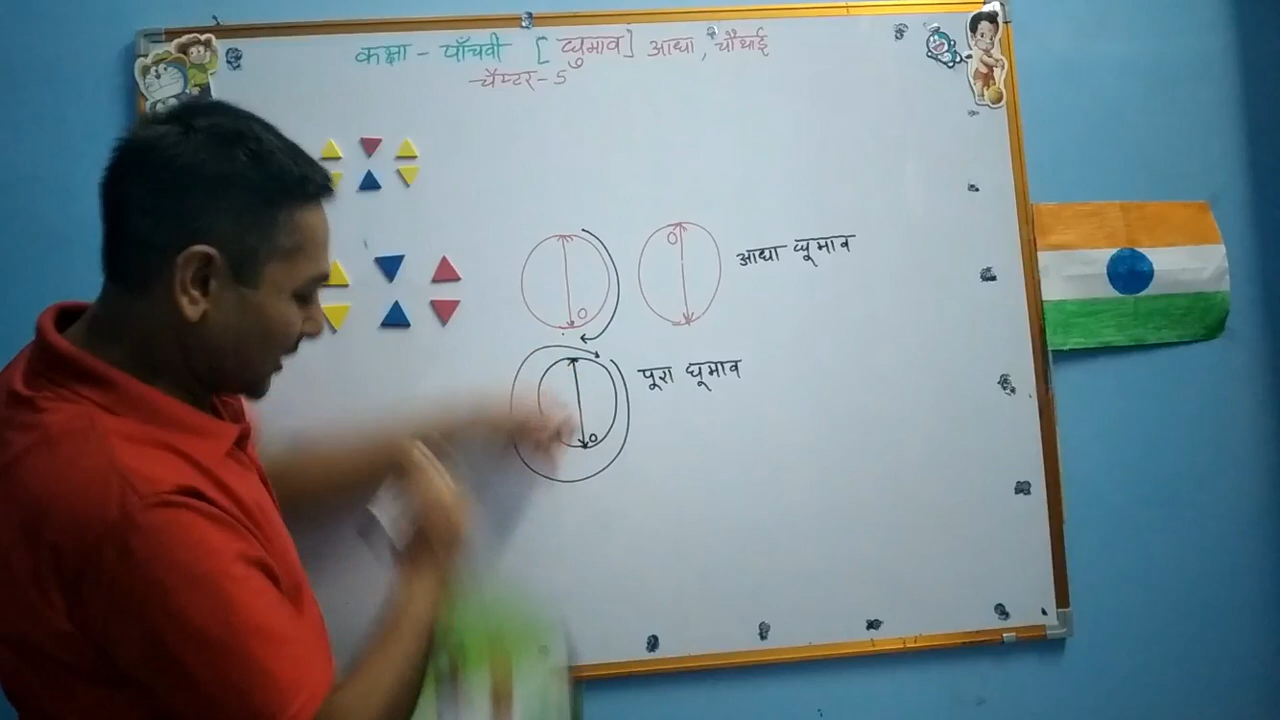 कक्षा - पाँचवी [ घुमाव ] आधा, चौथाई
चैप्टर - 5
आधा घूमाव
पूरा घूमाव